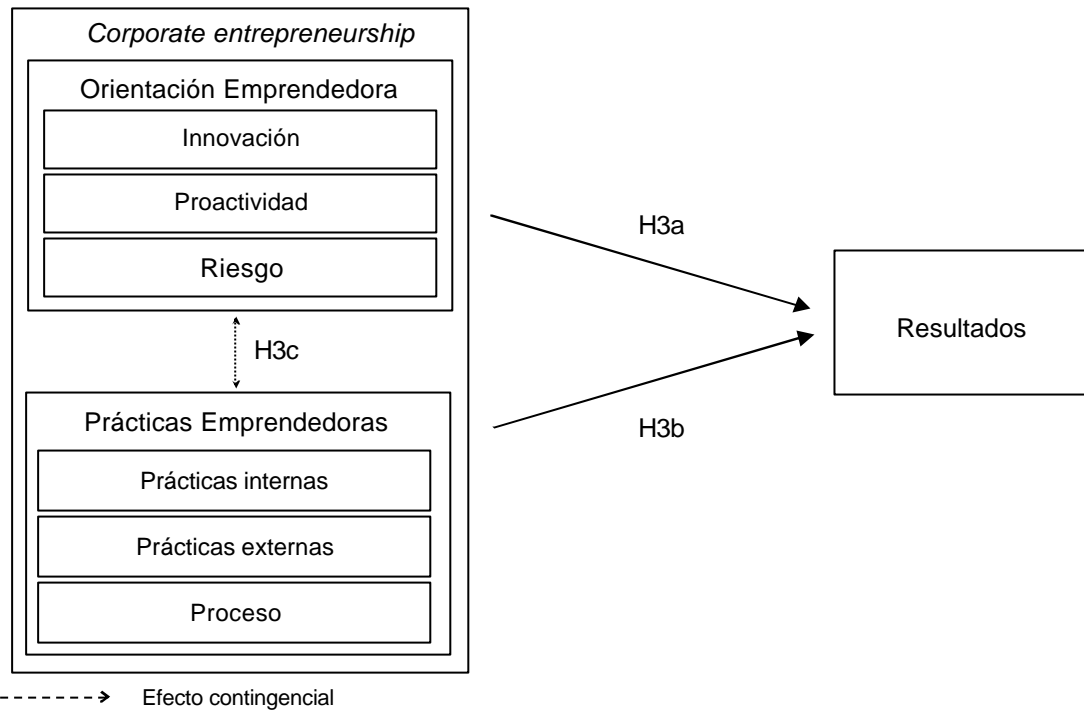 Corporate entrepreneurship
Orientación Emprendedora
Innovación
Proactividad
Riesgo
H3c
Prácticas Emprendedoras
Prácticas internas
Prácticas externas
Proceso
H3a
H3b
Resultados
Efecto contingencial